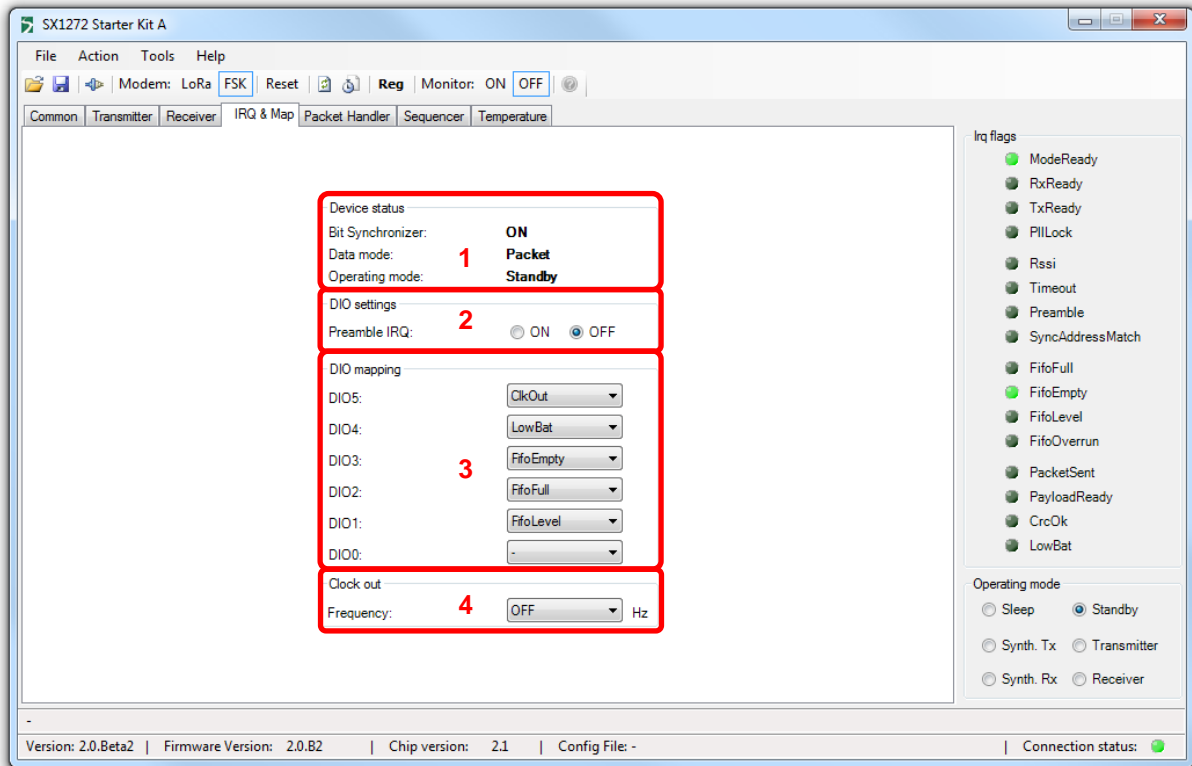 SX1272 Starter Kit A
File Action Tools Help
Modem: LoRa FSK Reset Reg Monitor: ON OFF
Common Transmitter Receiver IRQ & Map Packet Handler Sequencer Temperature
Device status
Bit Synchronizer: ON
Data mode: 1 Packet
Operating mode: Standby
DIO settings
Preamble IRQ: 2 ON OFF
DIO mapping
DIO5: ClkOut
DIO4: LowBat
DIO3: FifoEmpty
3
DIO2: FifoFull
DIO1: FifoLevel
DIO0: -
Clock out
Frequency: 4 OFF Hz
Irq flags
ModeReady
RxReady
TxReady
PllLock
Rssi
Timeout
Preamble
SyncAddressMatch
FifoFull
FifoEmpty
FifoLevel
FifoOverrun
PacketSent
PayloadReady
CrcOk
LowBat
Operating mode
Sleep Standby
Synth. Tx Transmitter
Synth. Rx Receiver
-
Version: 2.0.Beta2 | Firmware Version: 2.0.B2 | Chip version: 2.1 | Config File: - | Connection status: